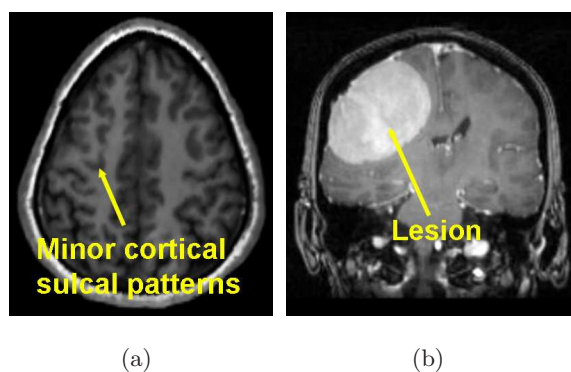 Minor cortical
sulcal patterns
Lesion
(a)
(b)